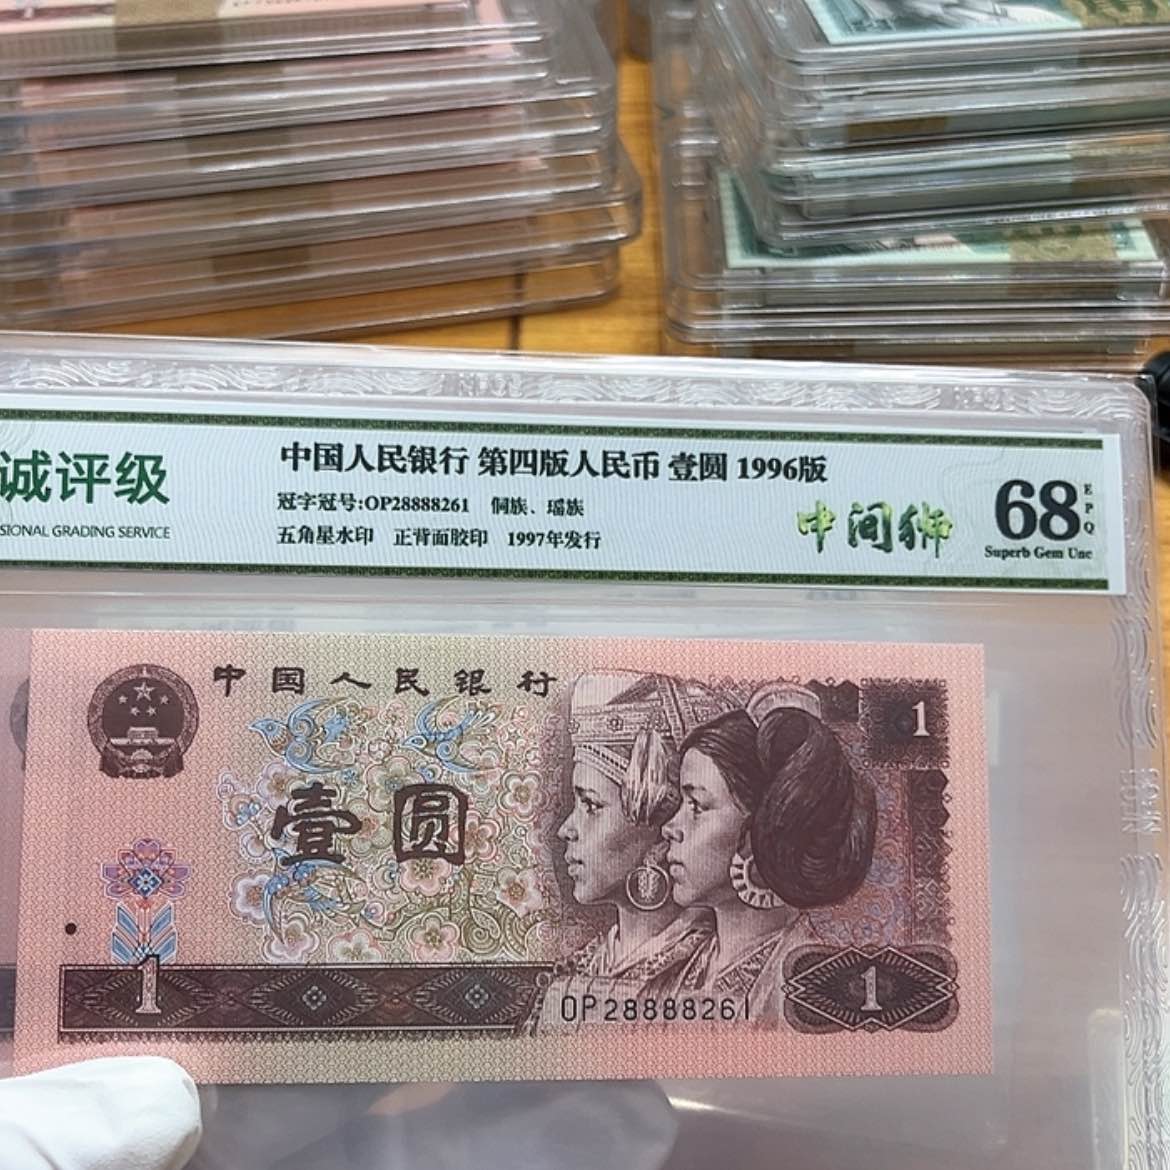 诚评级
SIONAL GRADING SERVICE
中国人民银行 第四版人民币 壹圆 1996版
冠字冠号:OP28888261 侗族、瑶族
五角星水印 正背面胶印 1997年发行
中间狮
68
EPQ
Superb Gem Unc
中国人民银行
1
壹圆
1
OP28888261
1